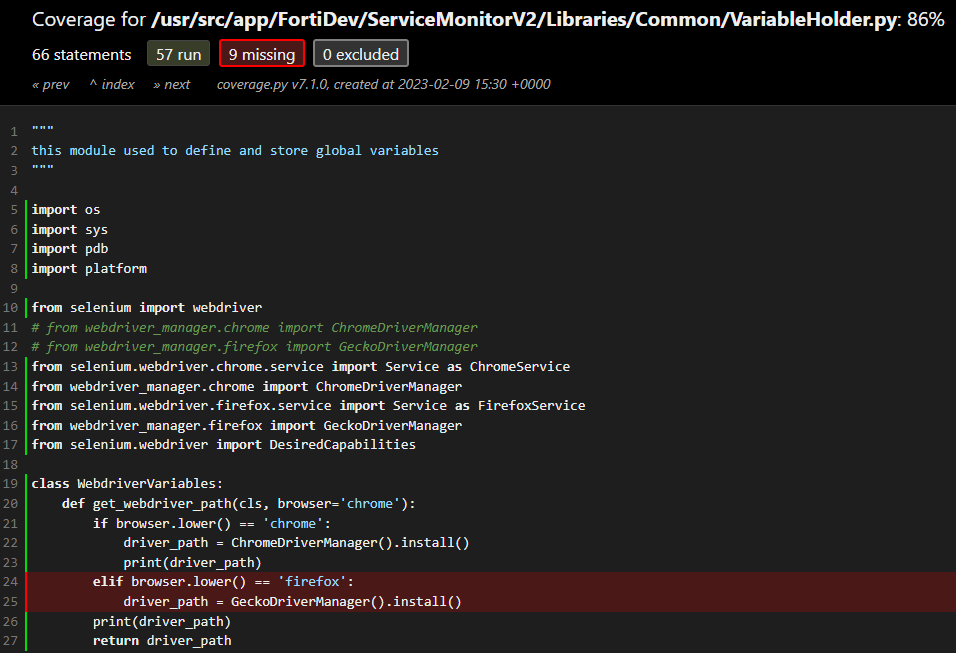 Coverage for /usr/src/app/FortiDev/ServiceMonitorV2/Libraries/Common/VariableHolder.py: 86%
66 statements 57 run 9 missing 0 excluded
« prev ^ index » next coverage.py v7.1.0, created at 2023-02-09 15:30 +0000
1 """
2 this module used to define and store global variables
3 """
4
5 import os
6 import sys
7 import pdb
8 import platform
9
10 from selenium import webdriver
11 # from webdriver_manager.chrome import ChromeDriverManager
12 # from webdriver_manager.firefox import GeckoDriverManager
13 from selenium.webdriver.chrome.service import Service as ChromeService
14 from webdriver_manager.chrome import ChromeDriverManager
15 from selenium.webdriver.firefox.service import Service as FirefoxService
16 from webdriver_manager.firefox import GeckoDriverManager
17 from selenium.webdriver import DesiredCapabilities
18
19 class WebdriverVariables:
20     def get_webdriver_path(cls, browser='chrome'):
21         if browser.lower() == 'chrome':
22             driver_path = ChromeDriverManager().install()
23             print(driver_path)
24         elif browser.lower() == 'firefox':
25             driver_path = GeckoDriverManager().install()
26         print(driver_path)
27         return driver_path